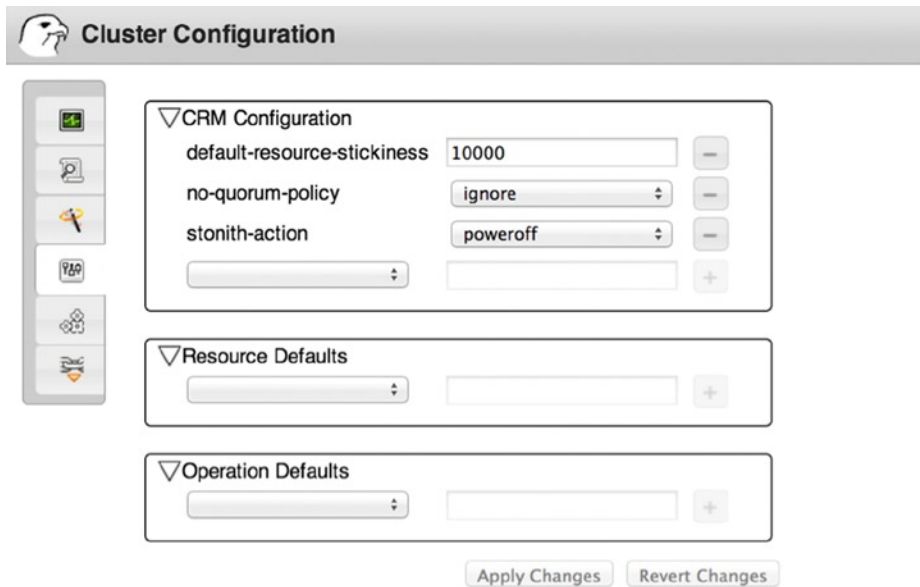 Cluster Configuration
CRM Configuration
default-resource-stickiness 10000
no-quorum-policy ignore
stonith-action poweroff
Resource Defaults
Operation Defaults
Apply Changes Revert Changes